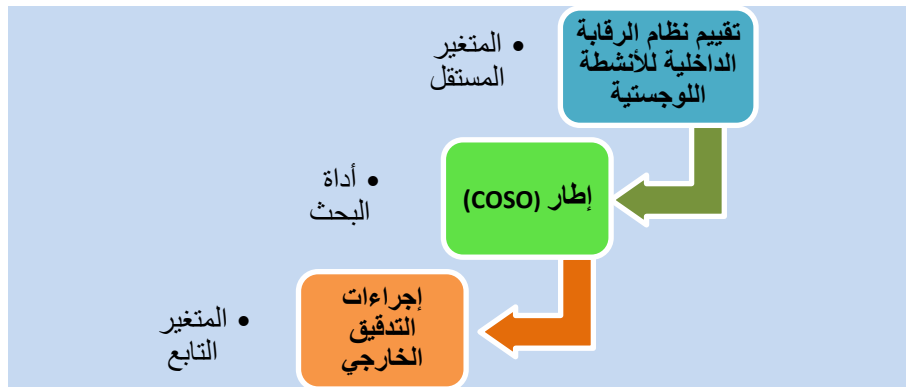 تقييم نظام الرقابة
الداخلية للأنشطة
اللوجستية
• المتغير
المستقل
إطار (COSO)
• أداة
البحث
إجراءات
التدقيق
الخارجي
• المتغير
التابع